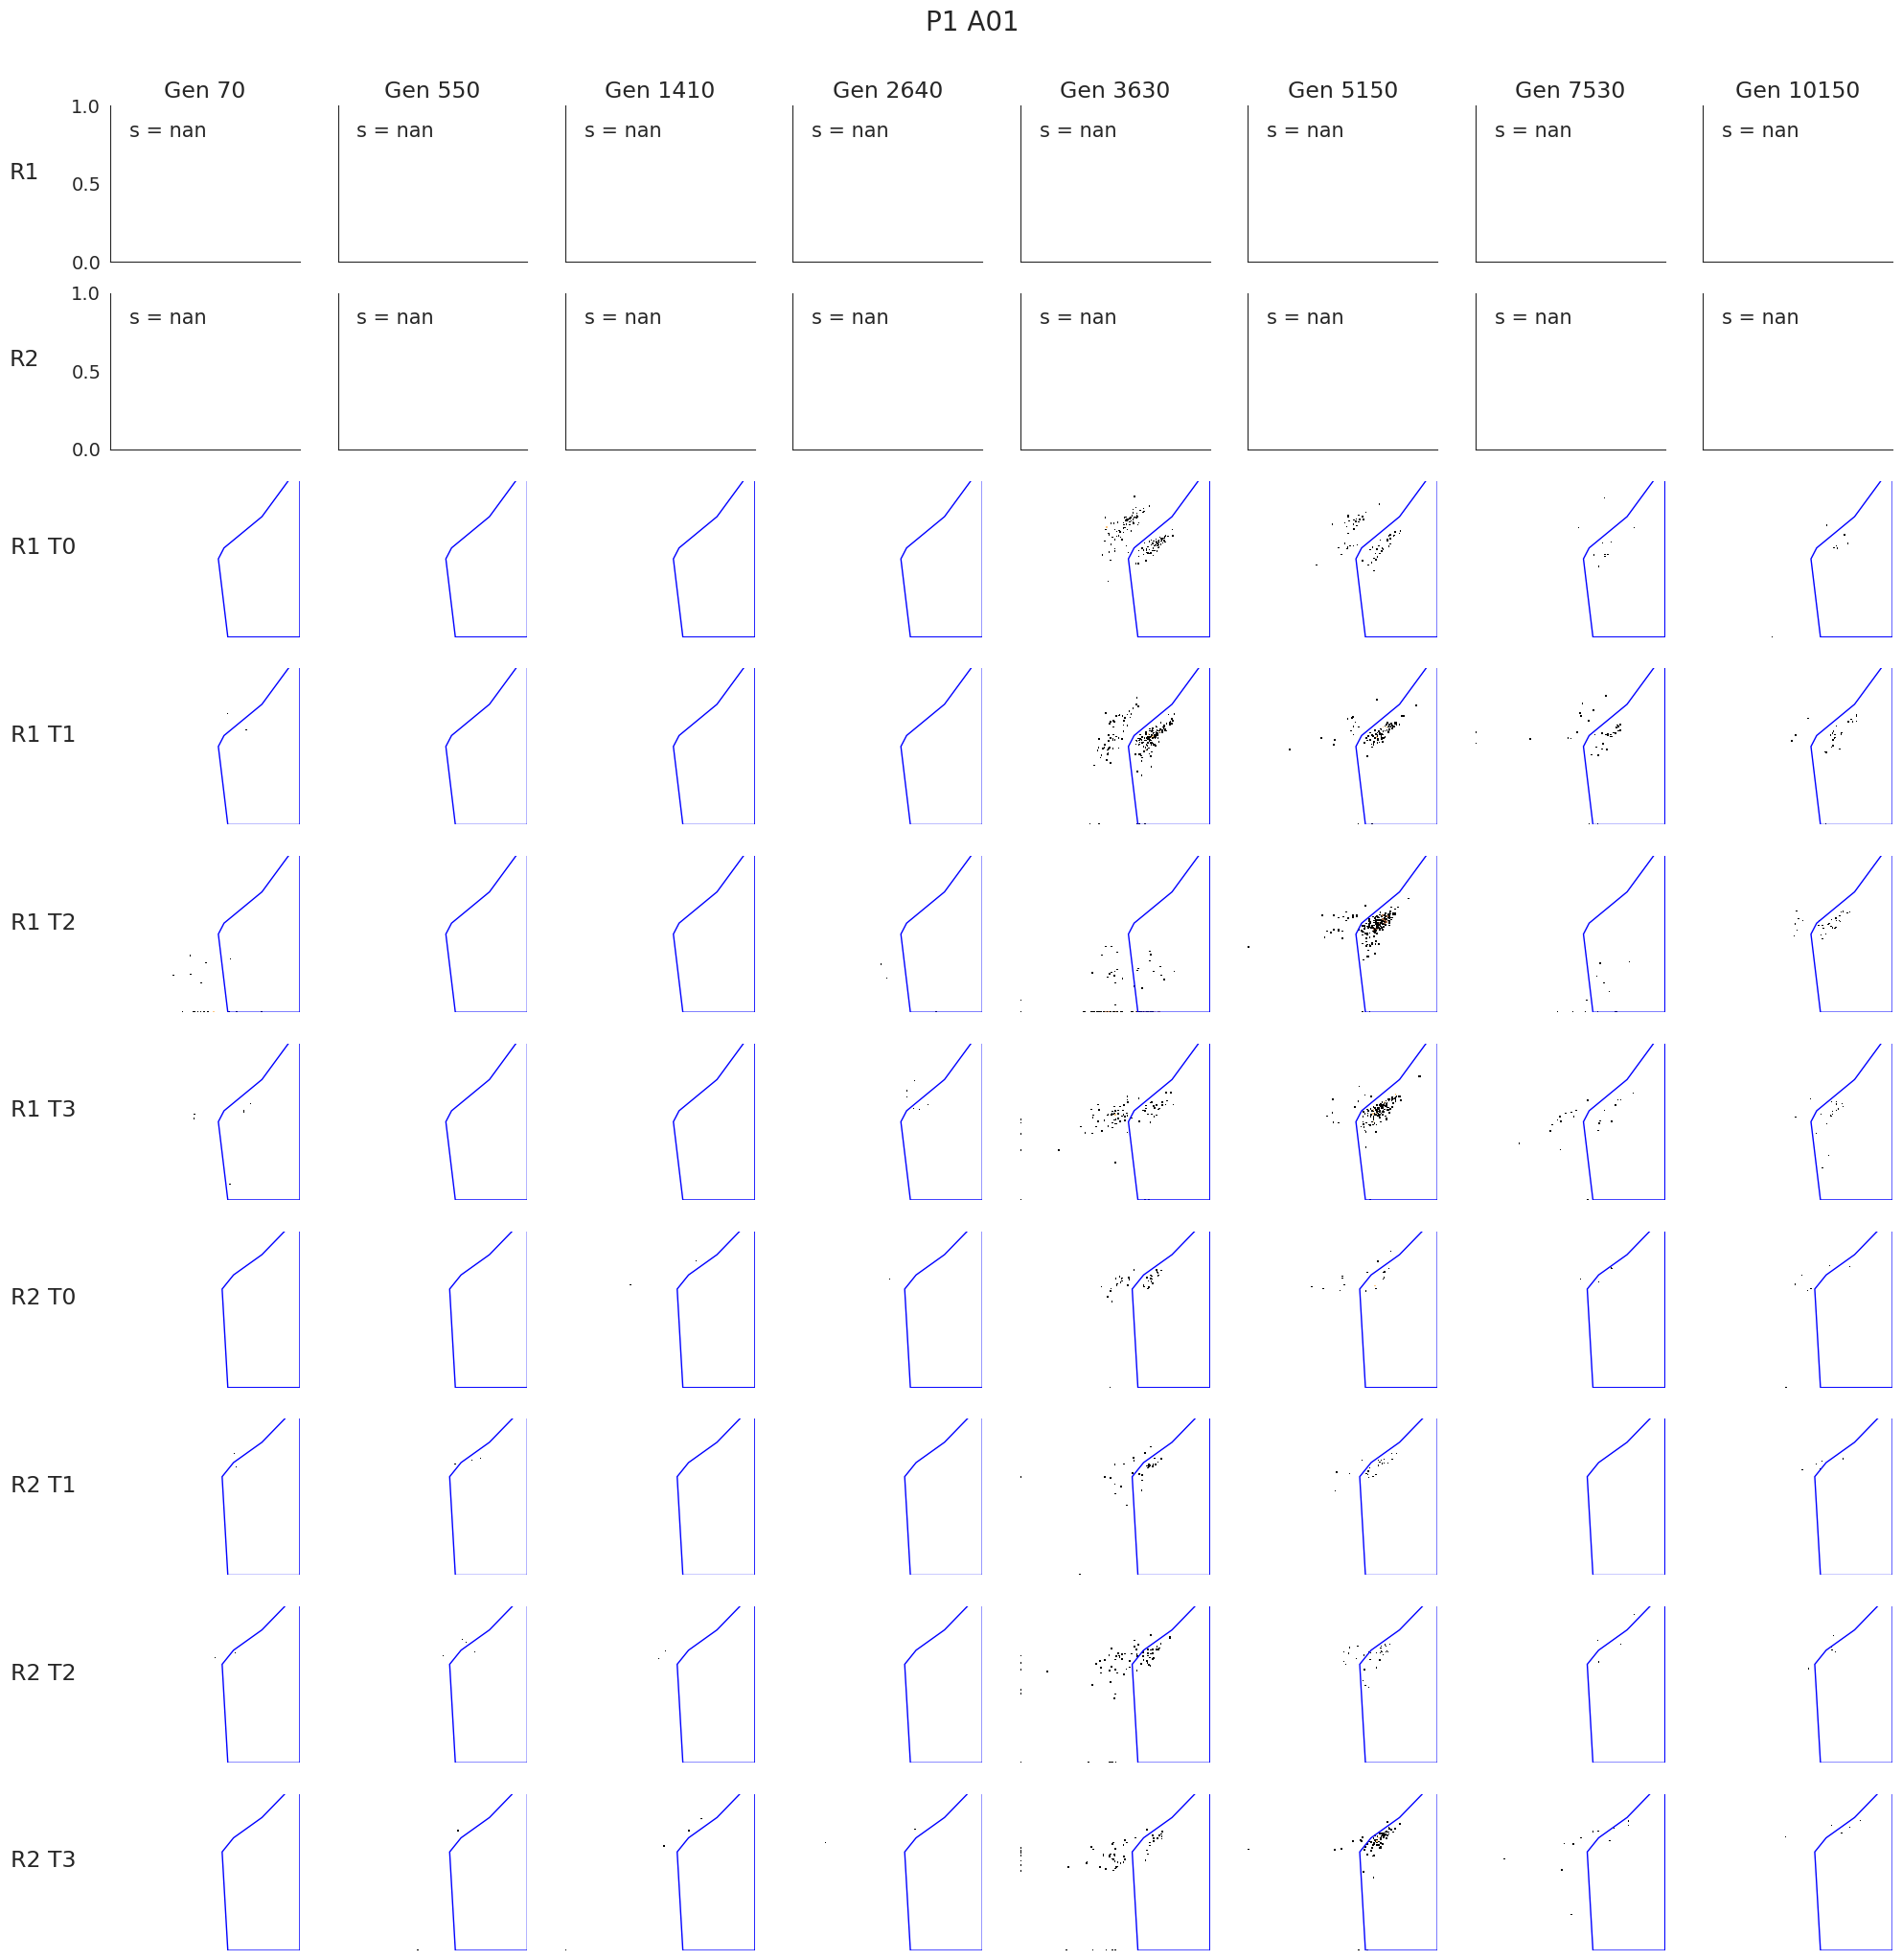 P1 A01
Gen 70 Gen 550 Gen 1410 Gen 2640 Gen 3630 Gen 5150 Gen 7530 Gen 10150
1.0
s = nan s = nan s = nan s = nan s = nan s = nan s = nan s = nan
R1
0.5
0.0
1.0
s = nan s = nan s = nan s = nan s = nan s = nan s = nan s = nan
R2
0.5
0.0
R1 T0
R1 T1
R1 T2
R1 T3
R2 T0
R2 T1
R2 T2
R2 T3